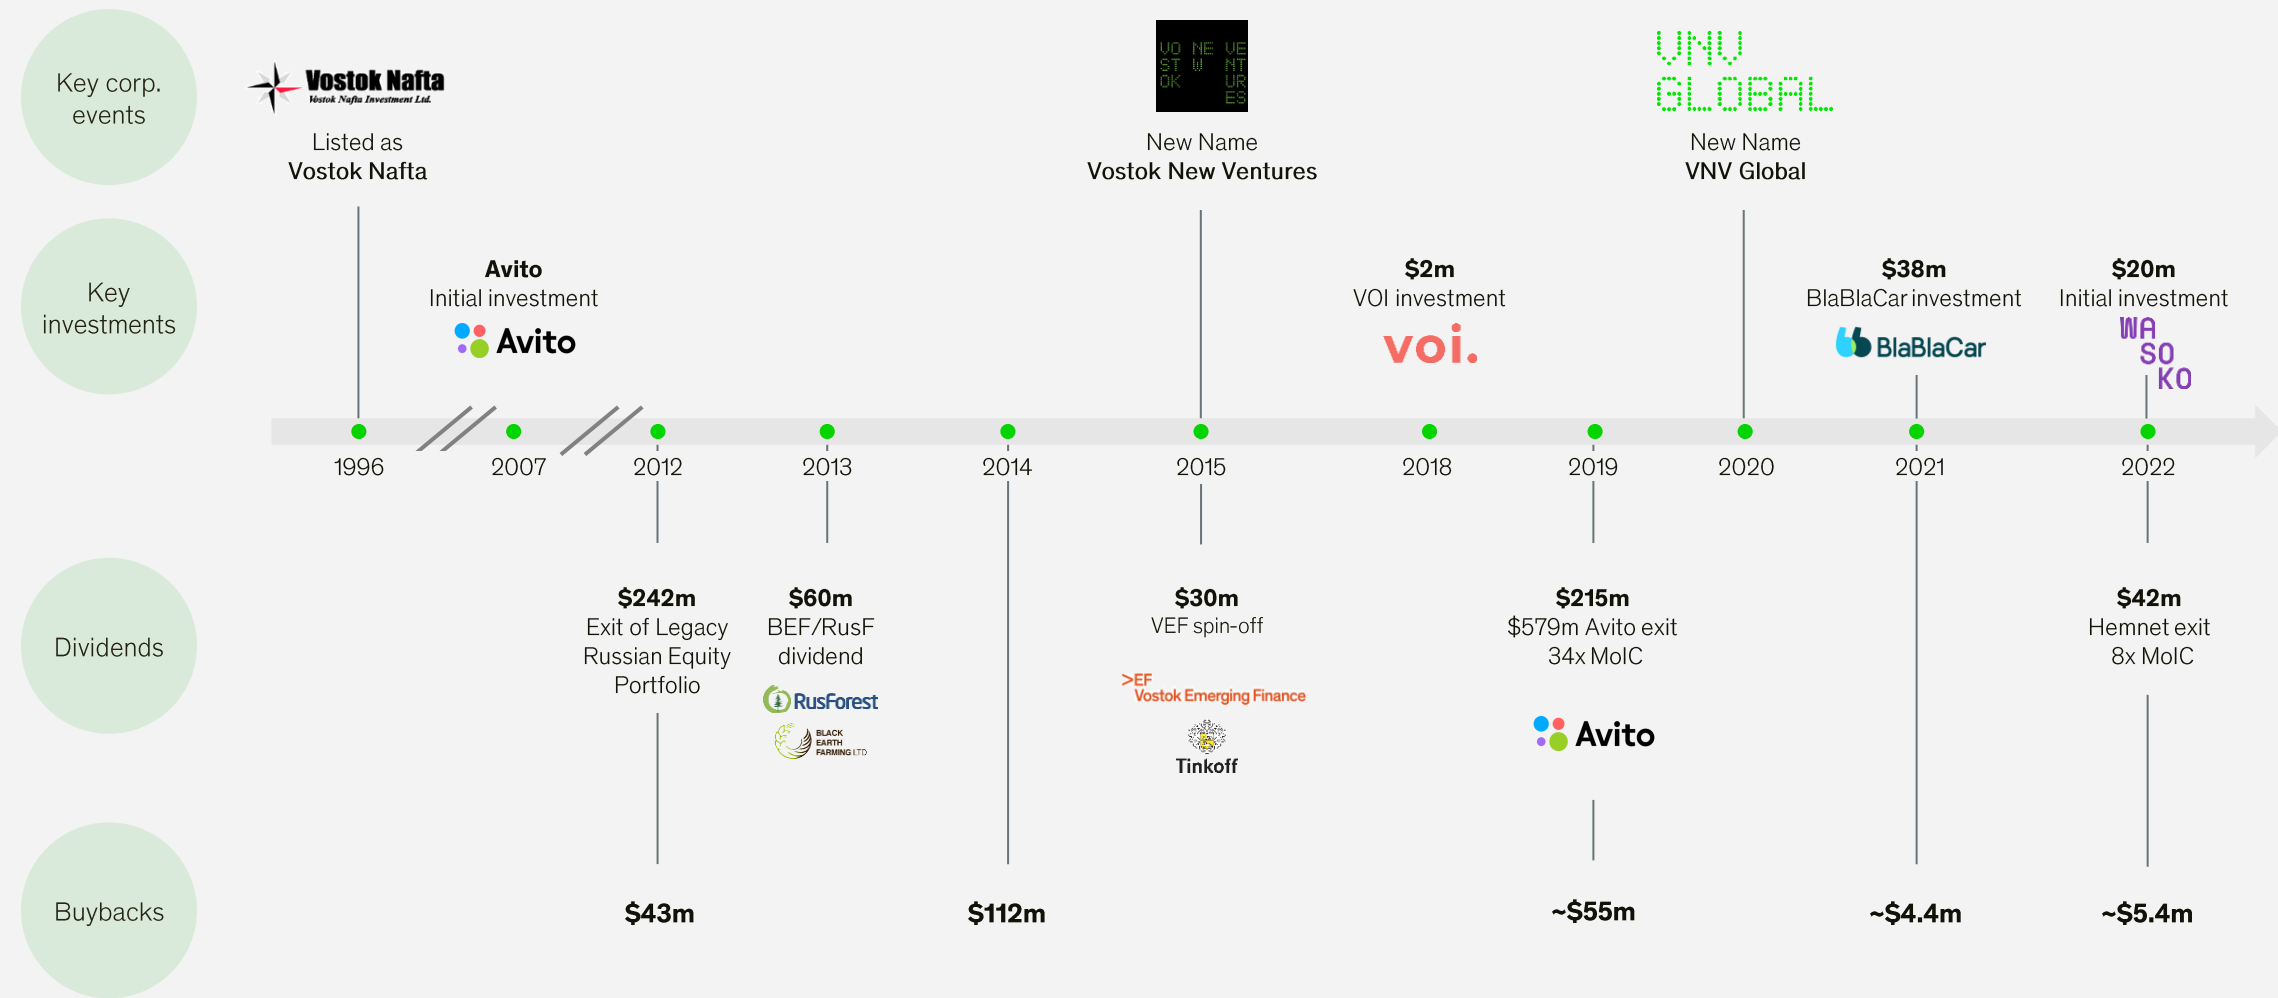 Key corp.
events
Vostok Nafta
Vostok Nafta Investment Ltd.
Listed as
Vostok Nafta
VO NE VE
ST W NT
OK UR
ES
New Name
Vostok New Ventures
VNV
GLOBAL
New Name
VNV Global
Key
investments
Avito
Initial investment
Avito
$2m
VOI investment
voi.
$38m
BlaBlaCar investment
BlaBlaCar
$20m
Initial investment
WA
SO
KO
1996 2007 2012 2013 2014 2015 2018 2019 2020 2021 2022
Dividends
$242m
Exit of Legacy
Russian Equity
Portfolio
$60m
BEF/RusF
dividend
RusForest
BLACK
EARTH
FARMING LTD
$30m
VEF spin-off
>EF
Vostok Emerging Finance
Tinkoff
$215m
$579m Avito exit
34x MoIC
Avito
$42m
Hemnet exit
8x MoIC
Buybacks
$43m
$112m
~$55m
~$4.4m
~$5.4m